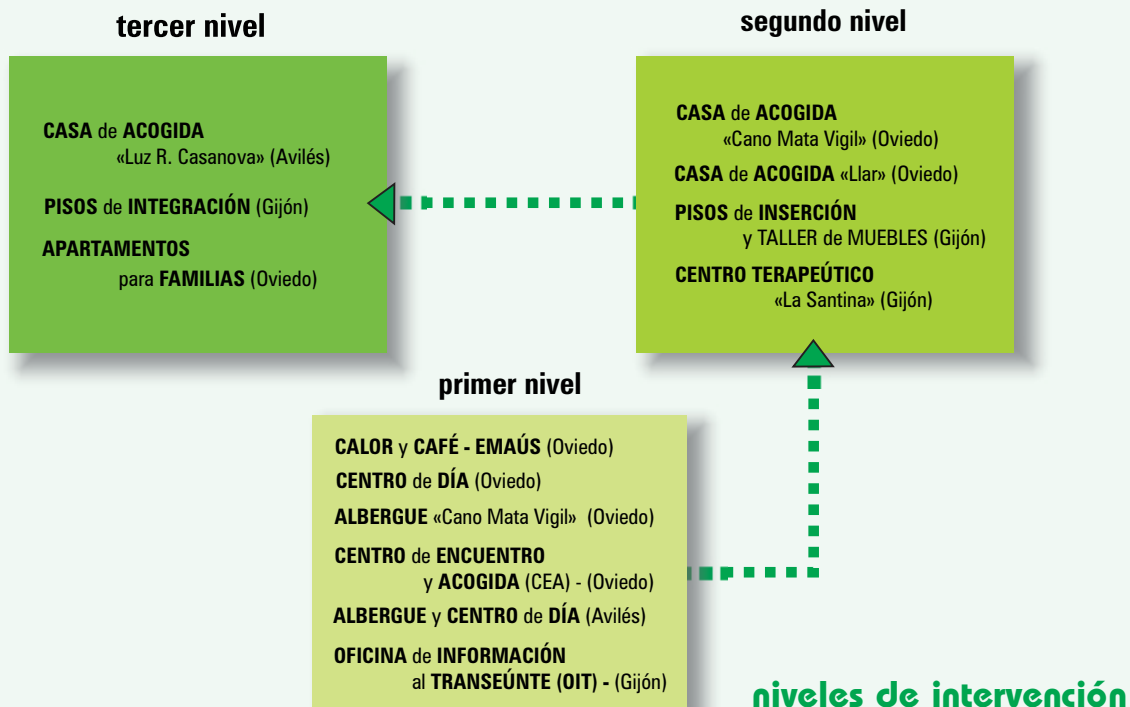 tercer nivel
CASA de ACOGIDA
«Luz R. Casanova» (Avilés)
PISOS de INTEGRACIÓN (Gijón)
APARTAMENTOS
para FAMILIAS (Oviedo)
segundo nivel
CASA de ACOGIDA
«Cano Mata Vigil» (Oviedo)
CASA de ACOGIDA «Llar» (Oviedo)
PISOS de INSERCIÓN
y TALLER de MUEBLES (Gijón)
CENTRO TERAPEÚTICO
«La Santina» (Gijón)
primer nivel
CALOR y CAFÉ - EMAÚS (Oviedo)
CENTRO de DÍA (Oviedo)
ALBERGUE «Cano Mata Vigil» (Oviedo)
CENTRO de ENCUENTRO
y ACOGIDA (CEA) - (Oviedo)
ALBERGUE y CENTRO de DÍA (Avilés)
OFICINA de INFORMACIÓN
al TRANSEÚNTE (OIT) - (Gijón)
niveles de intervención